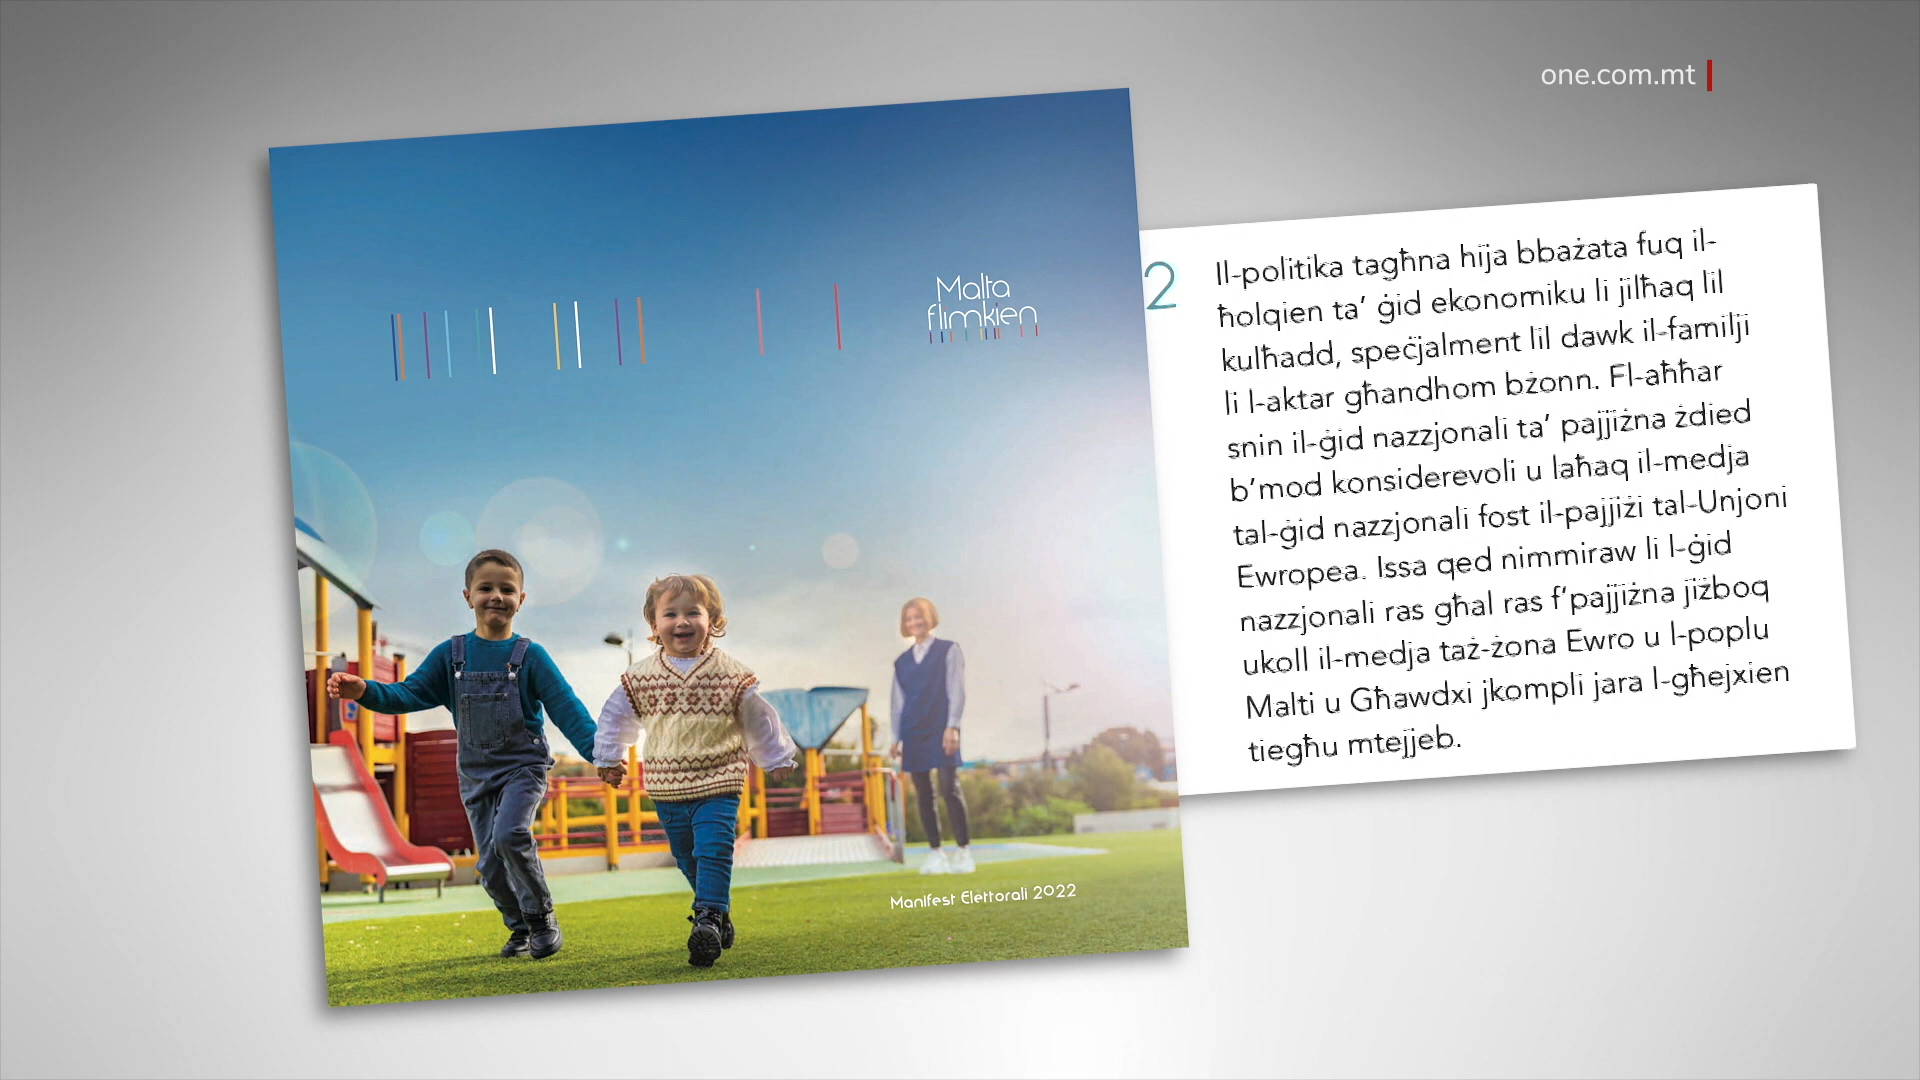 one.com.mt
Malta
flimkien
Manifest Elettorali 2022
2
Il-politika tagħna hija bbażata fuq il-
ħolqien ta’ ġid ekonomiku li jilħaq lil
kulħadd, speċjalment lil dawk il-familji
li l-aktar għandhom bżonn. Fl-aħħar
snin il-ġid nazzjonali ta’ pajjiżna żdied
b’mod konsiderevoli u laħaq il-medja
tal-ġid nazzjonali fost il-pajjiżi tal-Unjoni
Ewropea. Issa qed nimmiraw li l-ġid
nazzjonali ras għal ras f’pajjiżna jiżboq
ukoll il-medja taż-żona Ewro u l-poplu
Malti u Għawdxi jkompli jara l-għejxien
tiegħu mtejjeb.